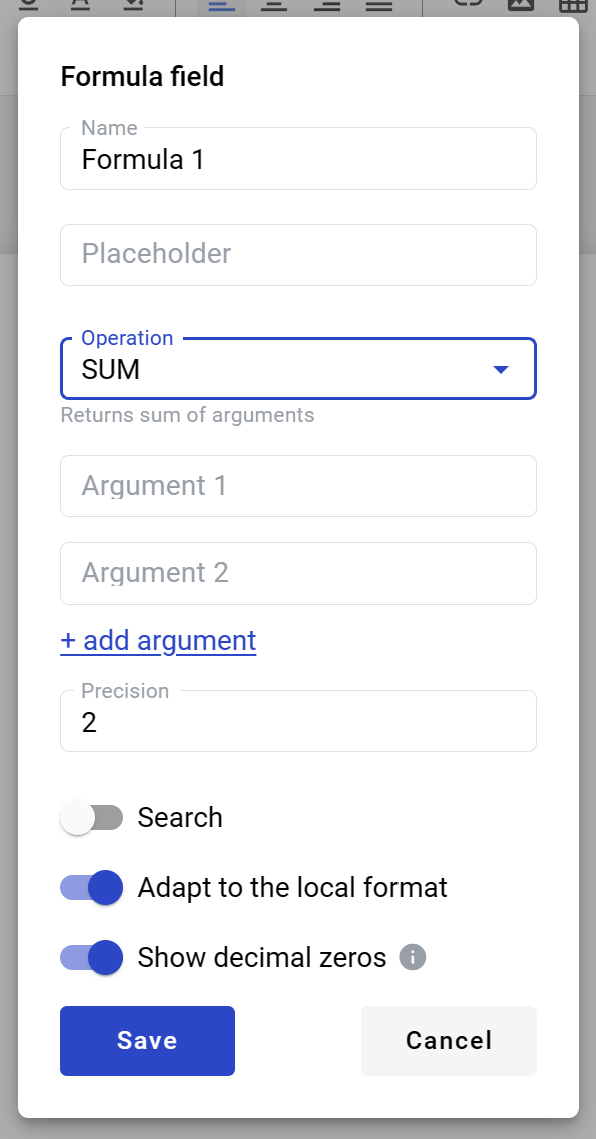 Formula field
Name
Formula 1
Placeholder
Operation
SUM
Returns sum of arguments
Argument 1
Argument 2
+ add argument
Precision
2
Search
Adapt to the local format
Show decimal zeros
Save
Cancel